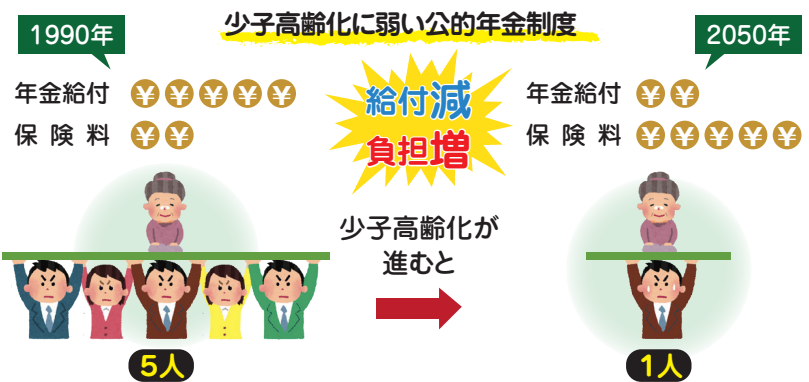 少子高齢化に弱い公的年金制度
1990年
年金給付 ¥ ¥ ¥ ¥ ¥
保険料 ¥ ¥
5人
給付減
負担増
少子高齢化が
進むと
2050年
年金給付 ¥ ¥
保険料 ¥ ¥ ¥ ¥ ¥
1人